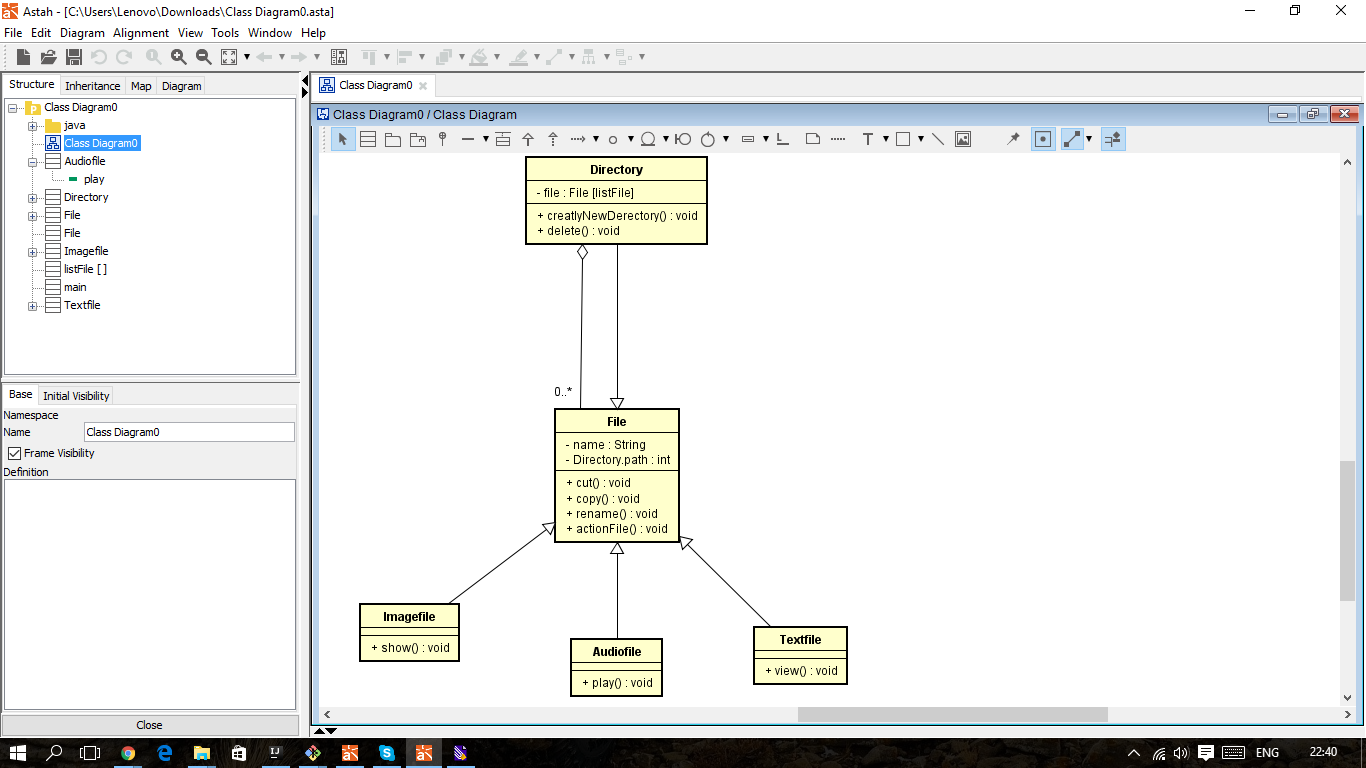 Astah - [C:\Users\Lenovo\Downloads\Class Diagram0.asta]
File Edit Diagram Alignment View Tools Window Help
Structure Inheritance Map Diagram
Class Diagram0
java
Class Diagram0
Audiofile
play
Directory
File
File
Imagefile
listFile [ ]
main
Textfile
Base Initial Visibility
Namespace
Name Class Diagram0
Frame Visibility
Definition
Close
Class Diagram0
Class Diagram0 / Class Diagram
Directory
- file : File [listFile]
+ creatlyNewDerectory() : void
+ delete() : void
0..*
File
- name : String
- Directory.path : int
+ cut() : void
+ copy() : void
+ rename() : void
+ actionFile() : void
Imagefile
+ show() : void
Audiofile
+ play() : void
Textfile
+ view() : void
ENG 22:40